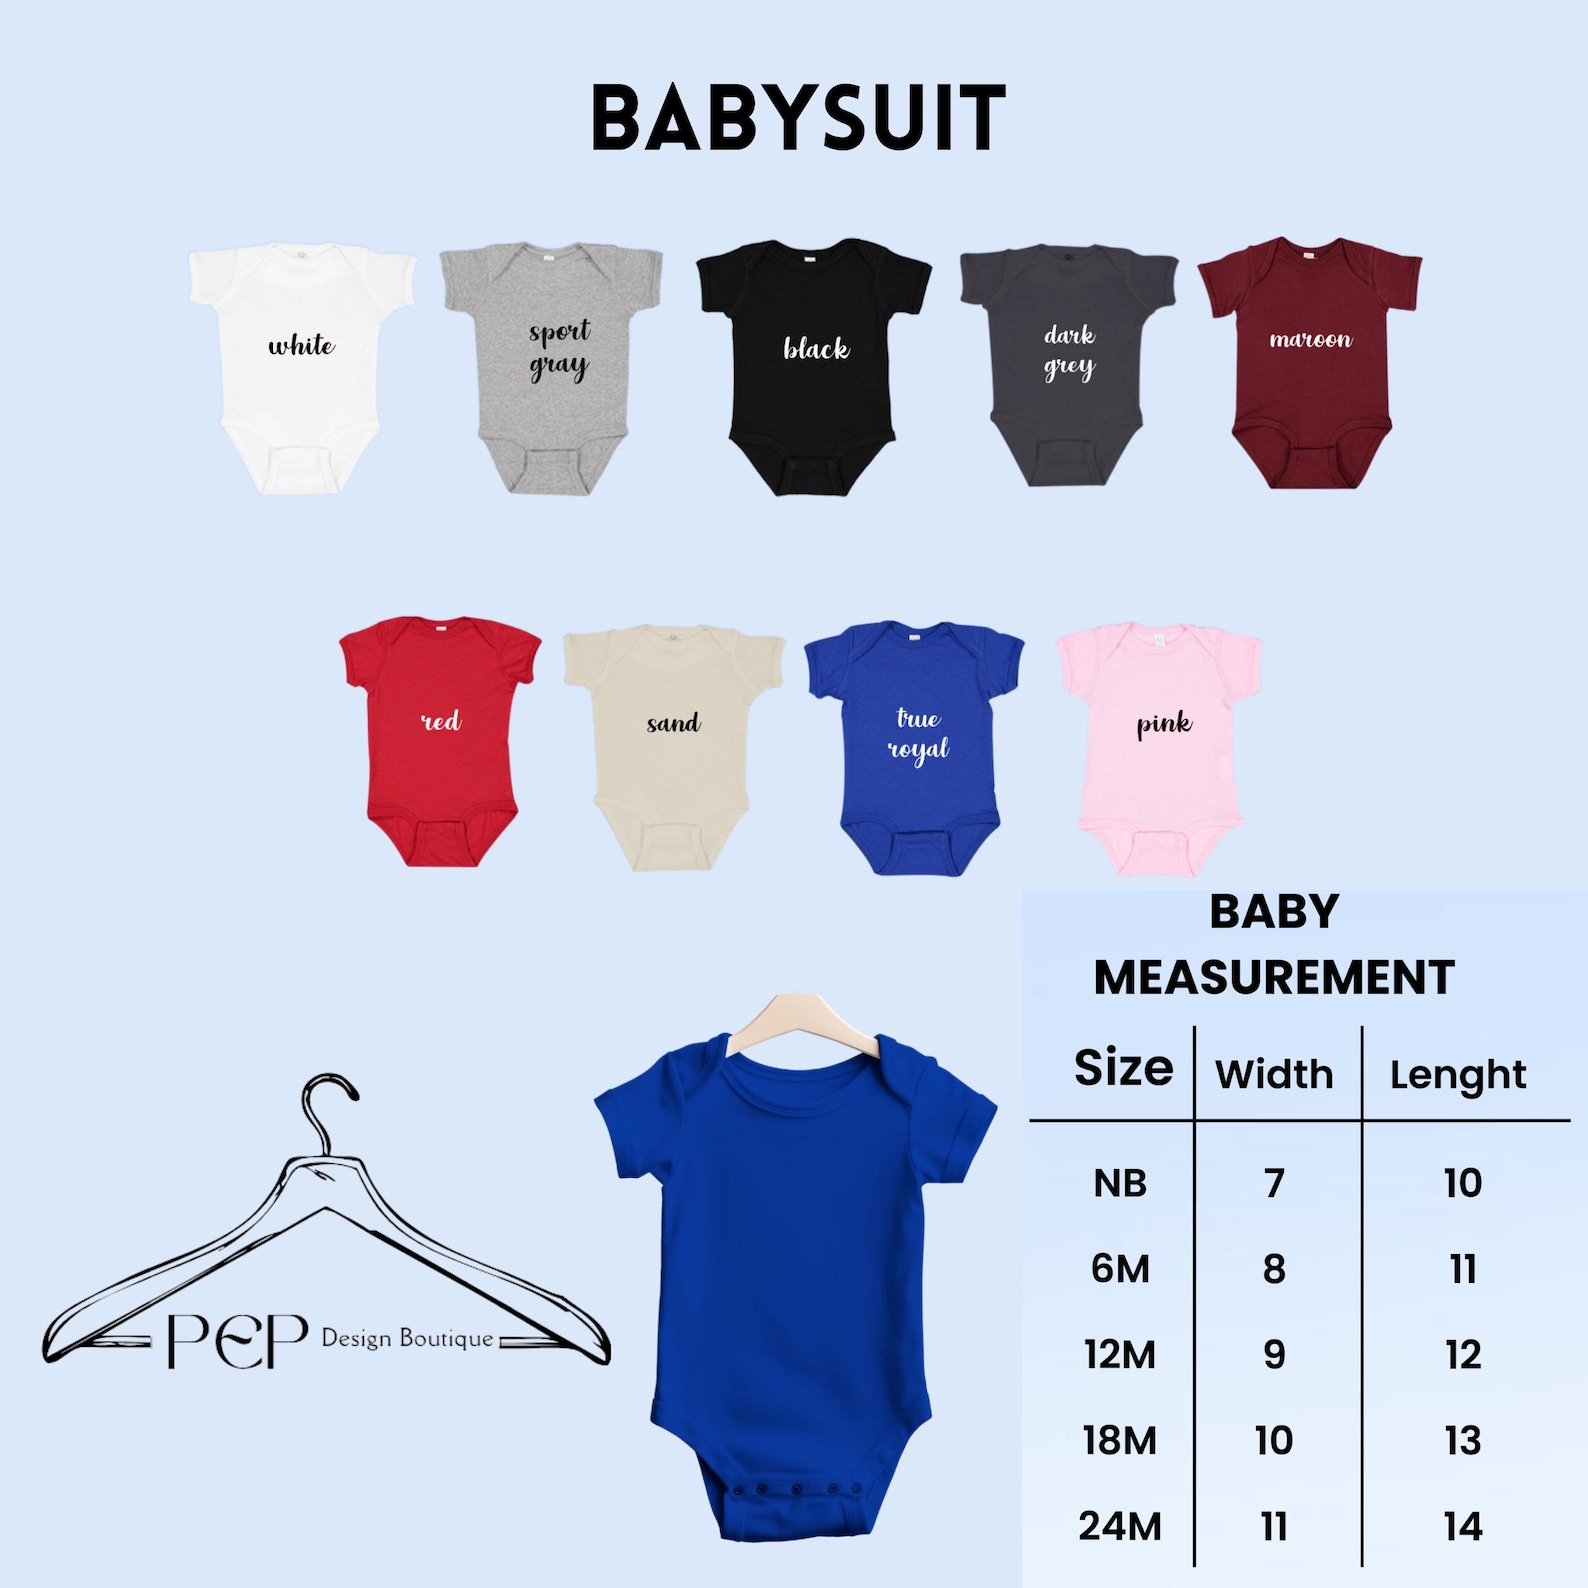 BABYSUIT
white
sport
gray
black
dark
grey
maroon
red
sand
true
royal
pink
BABY
MEASUREMENT
Size Width Lenght
NB 7 10
6M 8 11
12M 9 12
18M 10 13
24M 11 14
PEP Design Boutique